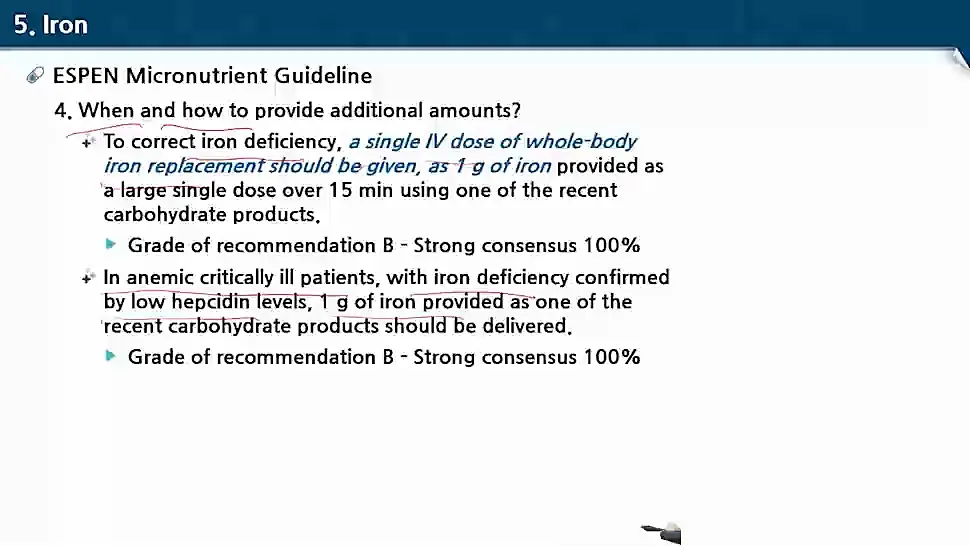 5. Iron
ESPEN Micronutrient Guideline
4. When and how to provide additional amounts?
To correct iron deficiency, a single IV dose of whole-body
iron replacement should be given, as 1 g of iron provided as
a large single dose over 15 min using one of the recent
carbohydrate products.
Grade of recommendation B - Strong consensus 100%
In anemic critically ill patients, with iron deficiency confirmed
by low hepcidin levels, 1 g of iron provided as one of the
recent carbohydrate products should be delivered.
Grade of recommendation B - Strong consensus 100%